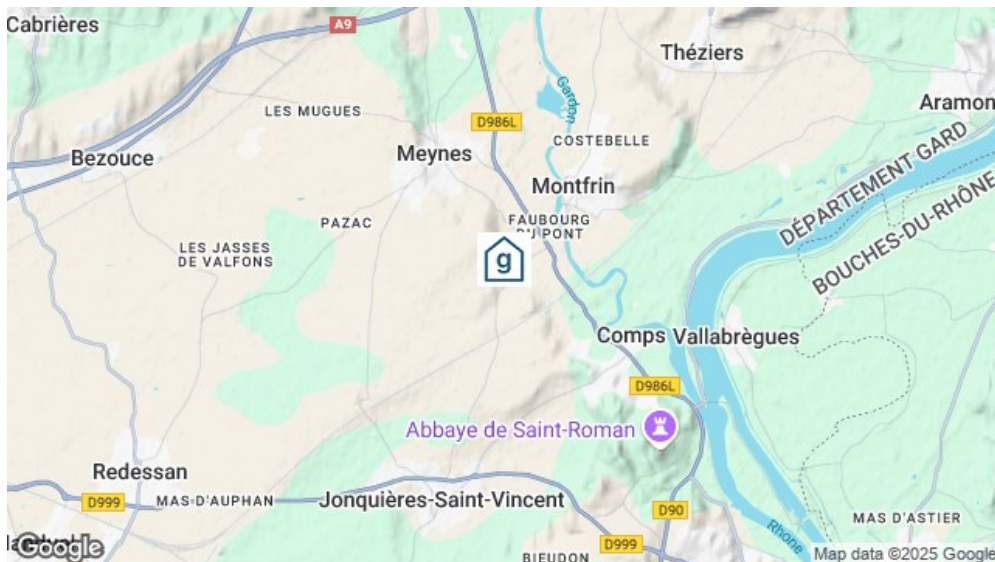 Cabrières
A9
Théziers
Gardon
LES MUGUES
D986L
Aramon
COSTEBELLE
Bezouce
Meynes
Montfrin
DÉPARTEMENT GARD
BOUCHES-DU-RHÔNE
PAZAC
FAUBOURG
DU PONT
LES JASSES
DE VALFONS
g
Comps
Vallabrègues
D986L
Abbaye de Saint-Roman
Redessan
D999
MAS D'AUPHAN
Jonquières-Saint-Vincent
D90
MAS D'ASTIER
Rhone
D999
BIEUDON
Google
Map data ©2025 Google